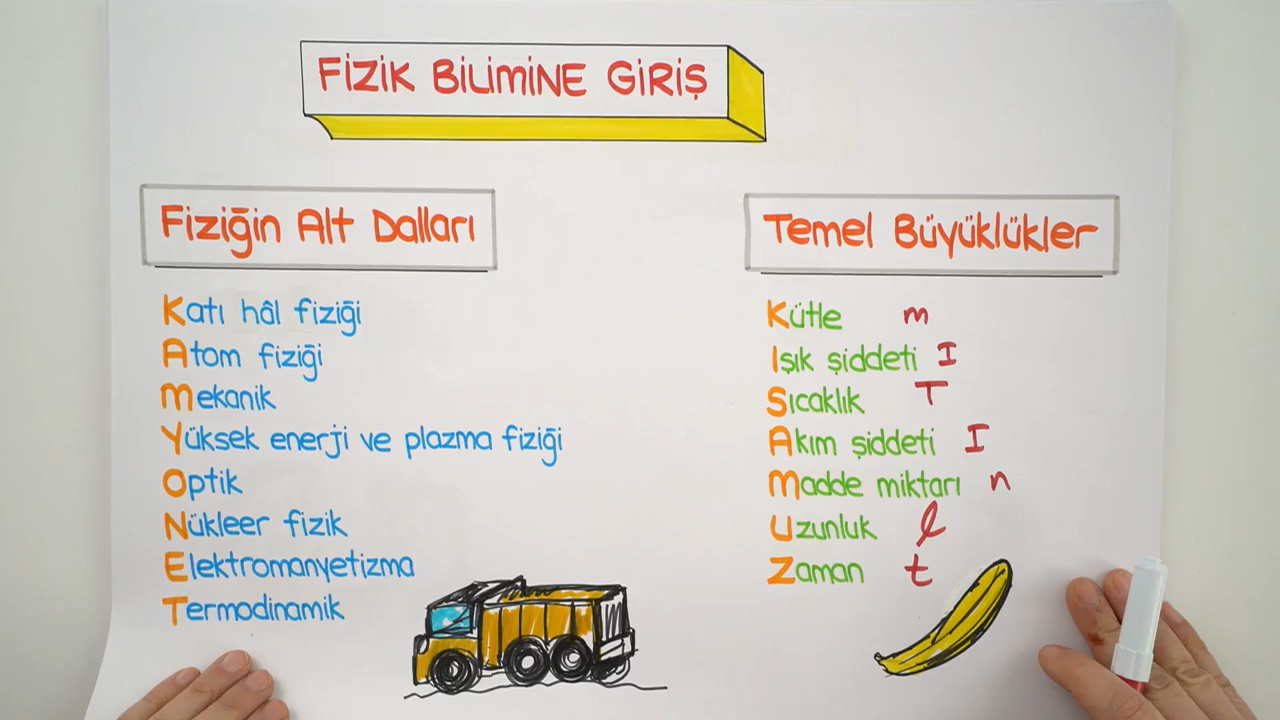 FİZİK BİLİMİNE GİRİŞ
Fiziğin Alt Dalları
Katı hâl fiziği
Atom fiziği
Mekanik
Yüksek enerji ve plazma fiziği
Optik
Nükleer fizik
Elektromanyetizma
Termodinamik
Temel Büyüklükler
Kütle m
Işık şiddeti I
Sıcaklık T
Akım şiddeti I
Madde miktarı n
Uzunluk l
Zaman t